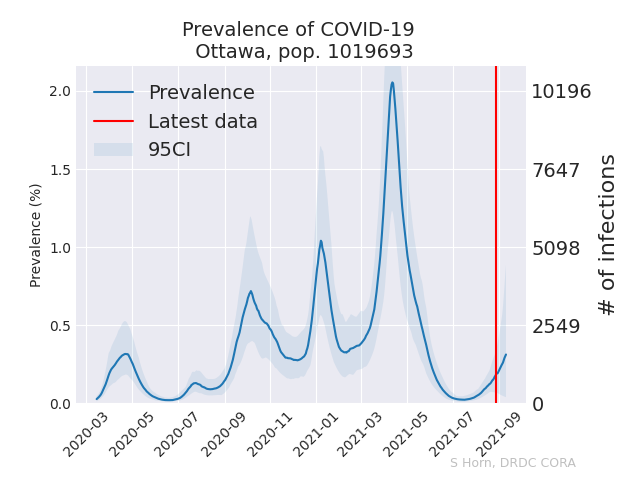 Prevalence of COVID-19
Ottawa, pop. 1019693
Prevalence
Latest data
95CI
Prevalence (%)
2.0
1.5
1.0
0.5
0.0
10196
7647
5098
2549
0
# of infections
2020-03
2020-05
2020-07
2020-09
2020-11
2021-01
2021-03
2021-05
2021-07
2021-09
S Horn, DRDC CORA